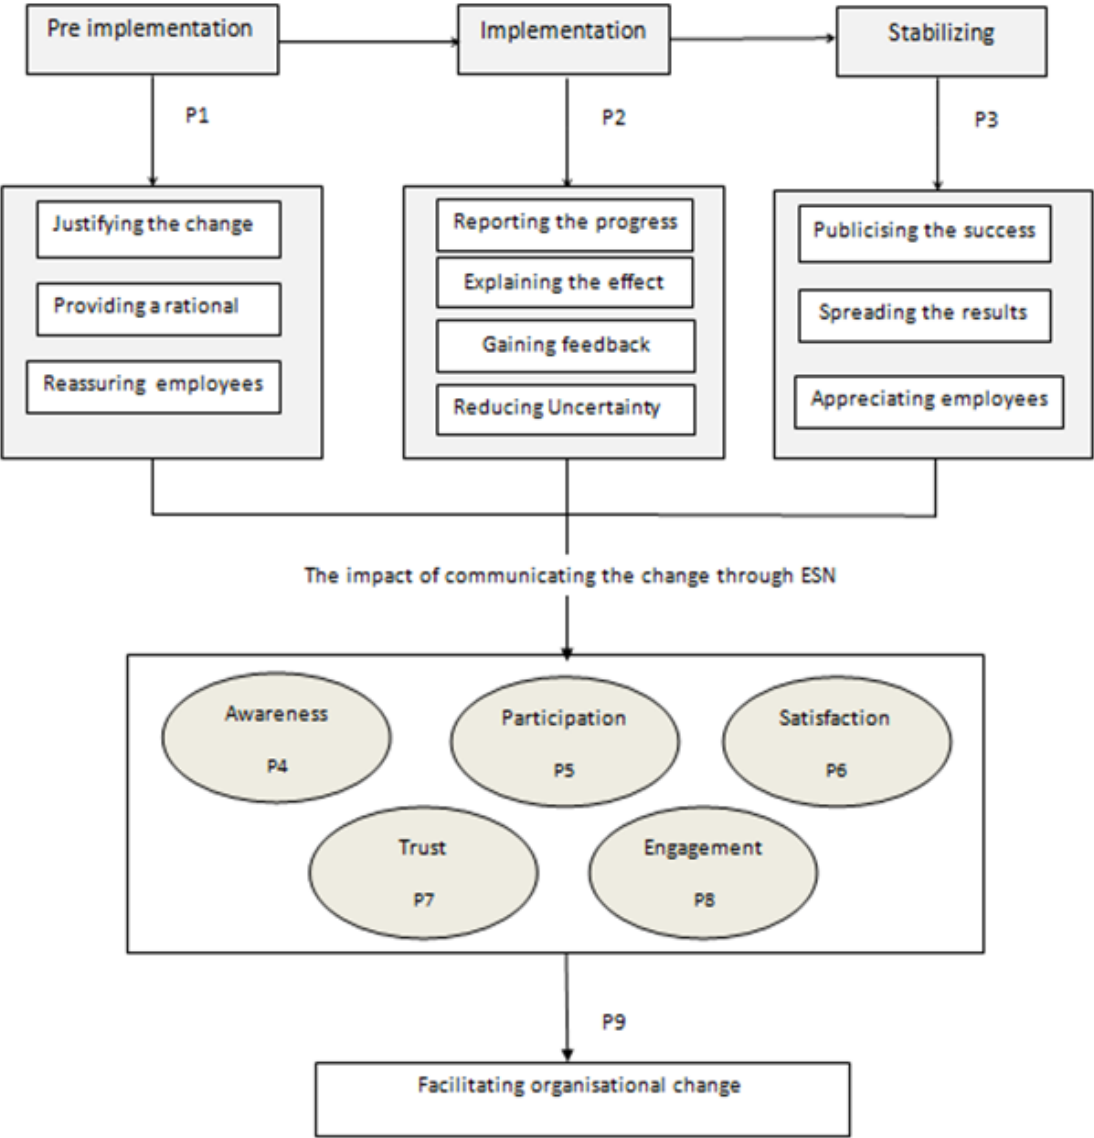 Pre implementation
Implementation
Stabilizing
P1
P2
P3
Justifying the change
Providing a rational
Reassuring employees
Reporting the progress
Explaining the effect
Gaining feedback
Reducing Uncertainty
Publicising the success
Spreading the results
Appreciating employees
The impact of communicating the change through ESN
Awareness
P4
Participation
P5
Satisfaction
P6
Trust
P7
Engagement
P8
P9
Facilitating organisational change